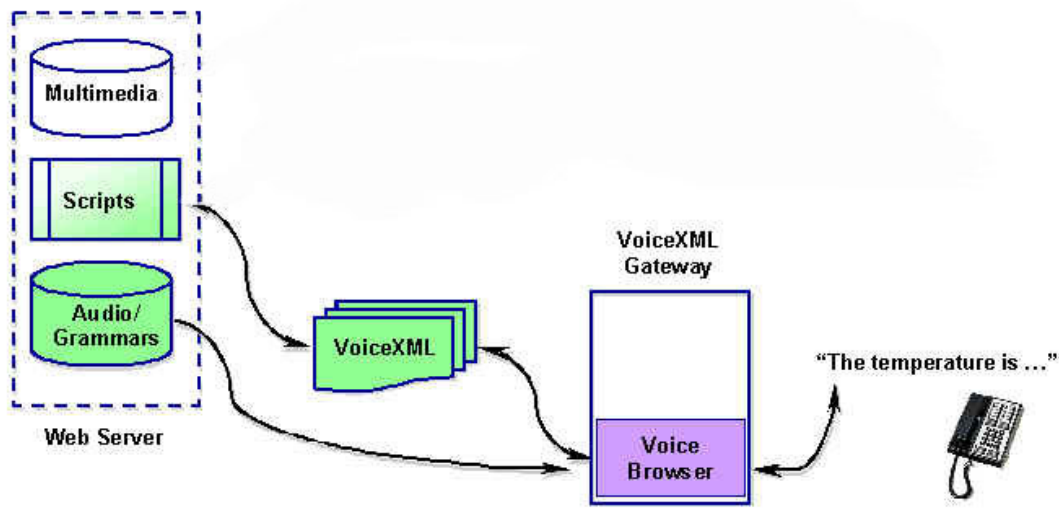 Multimedia
Scripts
Audio/
Grammars
Web Server
VoiceXML
VoiceXML
Gateway
Voice
Browser
“The temperature is ...”